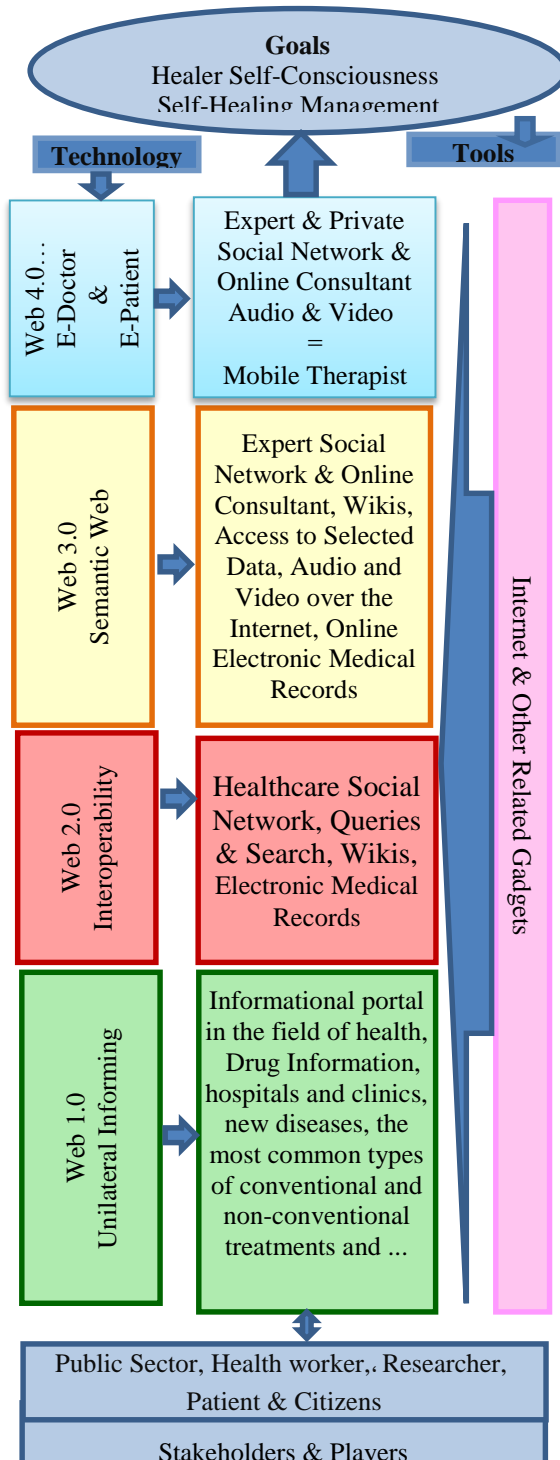 Goals
Healer Self-Consciousness
Self-Healing Management
Technology
Tools
Web 4.0…
E-Doctor
&
E-Patient
Expert & Private
Social Network &
Online Consultant
Audio & Video
=
Mobile Therapist
Web 3.0
Semantic Web
Expert Social
Network & Online
Consultant, Wikis,
Access to Selected
Data, Audio and
Video over the
Internet, Online
Electronic Medical
Records
Web 2.0
Interoperability
Healthcare Social
Network, Queries
& Search, Wikis,
Electronic Medical
Records
Web 1.0
Unilateral Informing
Informational portal
in the field of health,
Drug Information,
hospitals and clinics,
new diseases, the
most common types
of conventional and
non-conventional
treatments and ...
Internet & Other Related Gadgets
Public Sector, Health worker,، Researcher,
Patient & Citizens
Stakeholders & Players